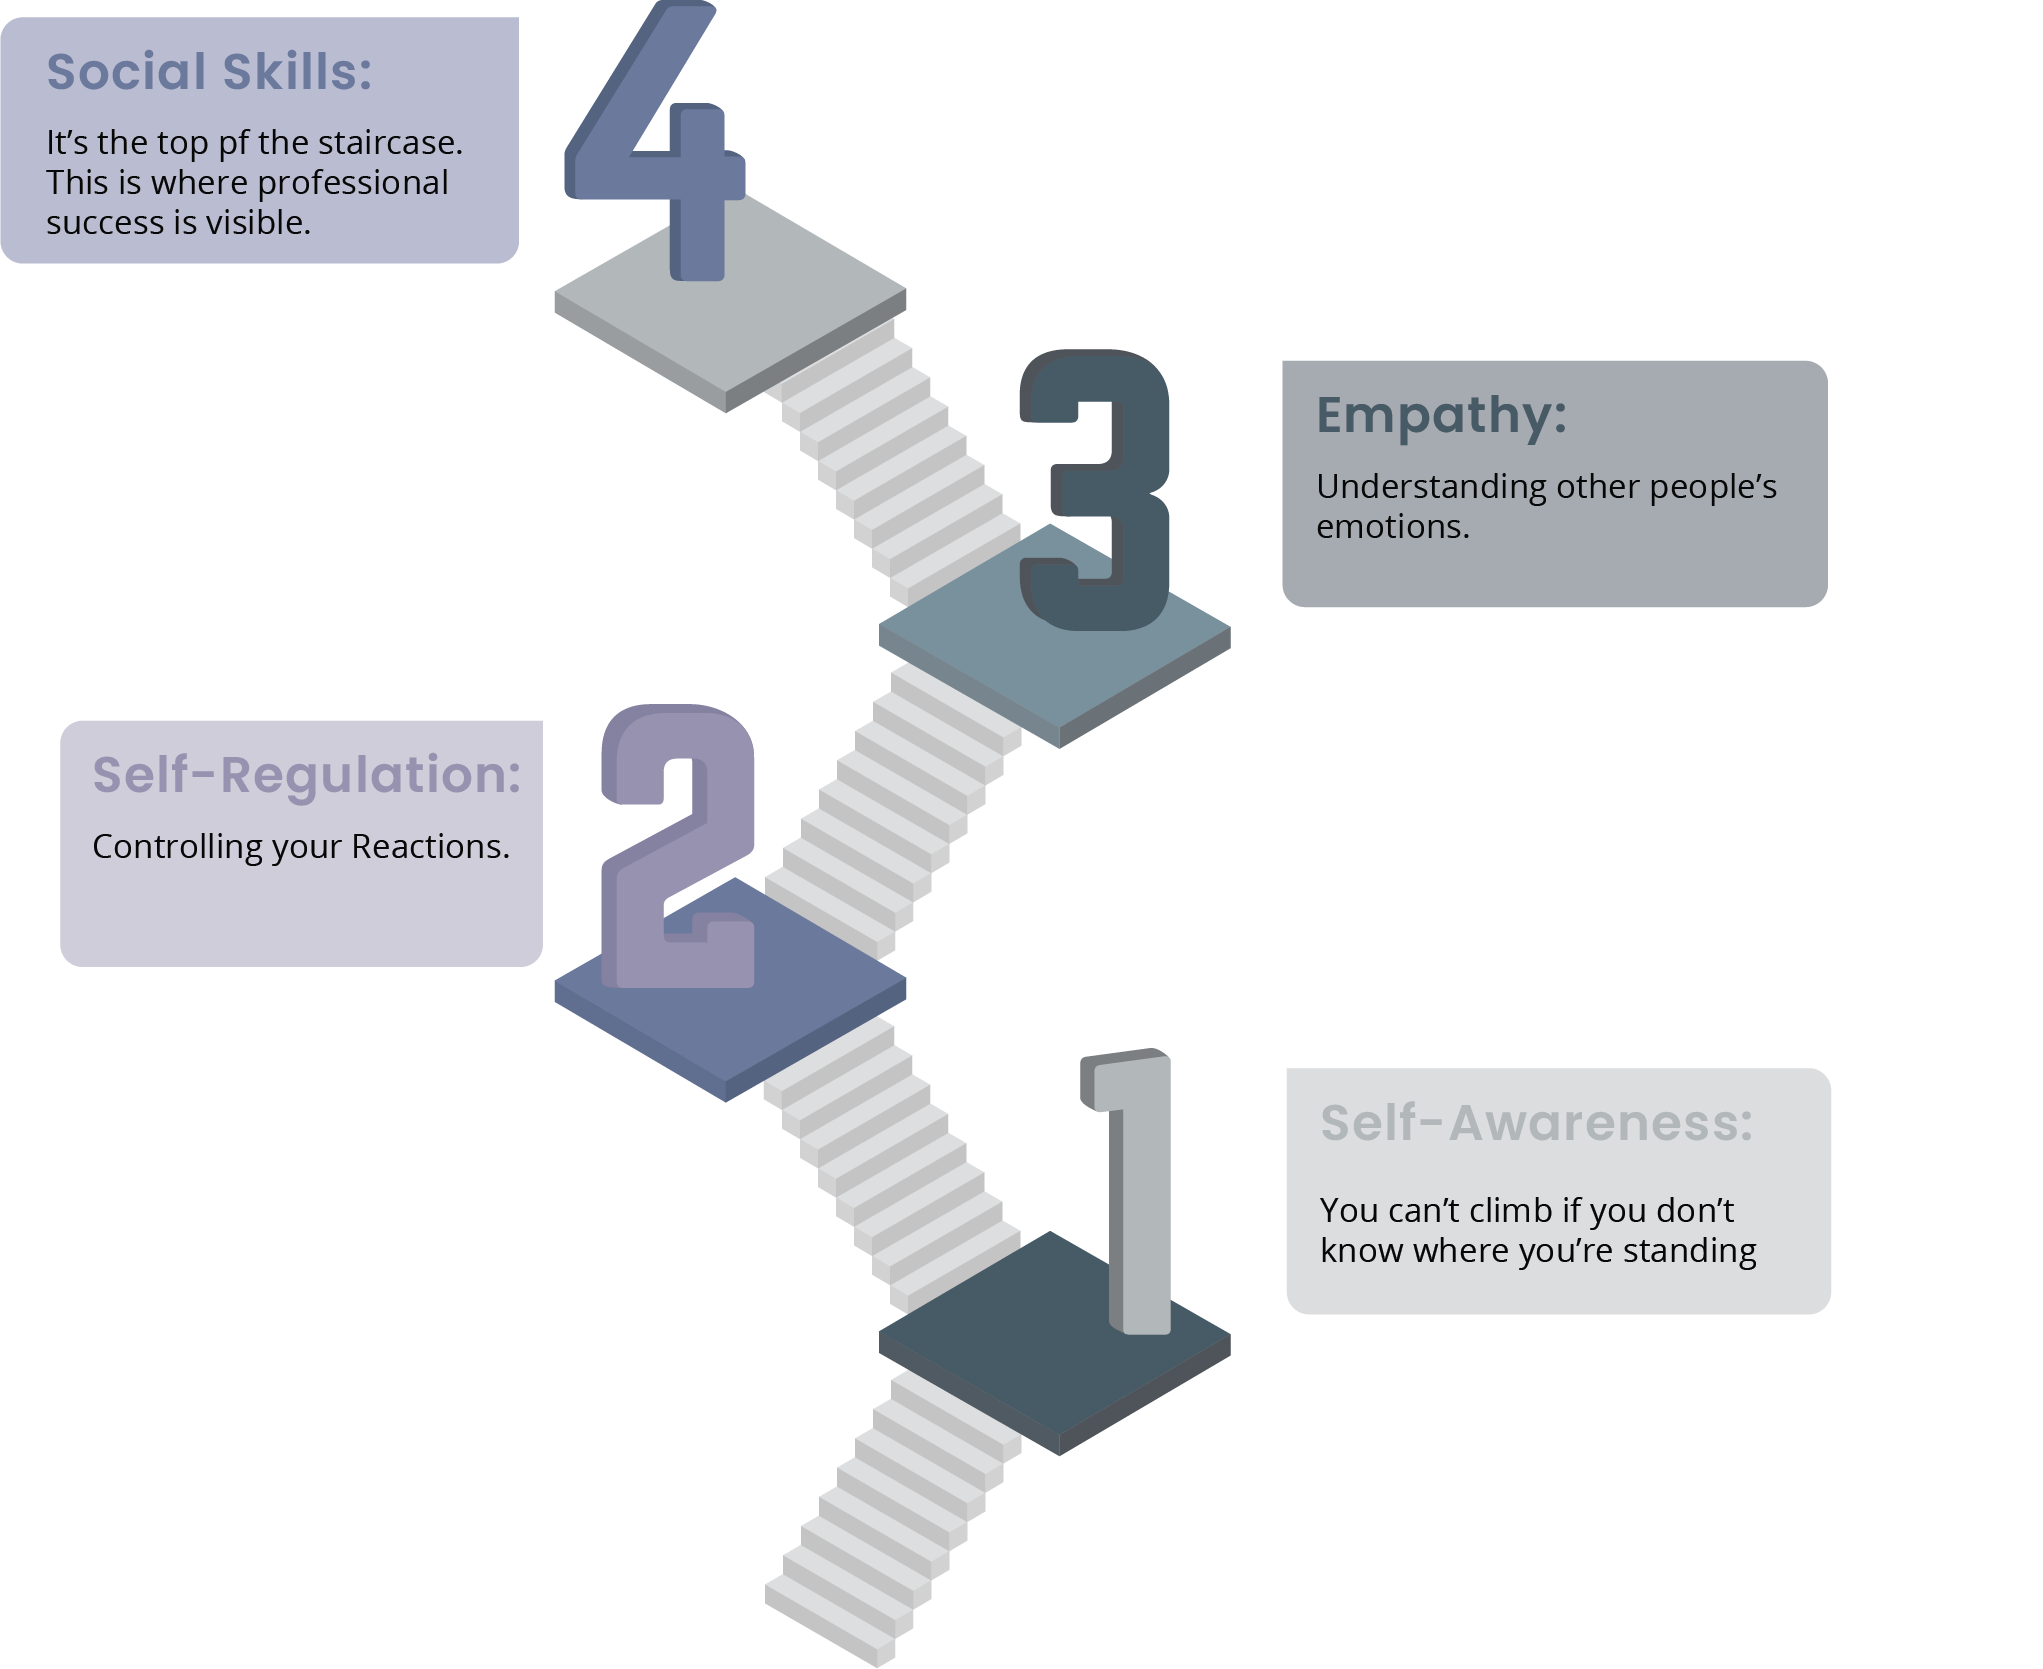 4
Social Skills:
It’s the top pf the staircase.
This is where professional
success is visible.
3
Empathy:
Understanding other people’s
emotions.
2
Self-Regulation:
Controlling your Reactions.
1
Self-Awareness:
You can’t climb if you don’t
know where you’re standing